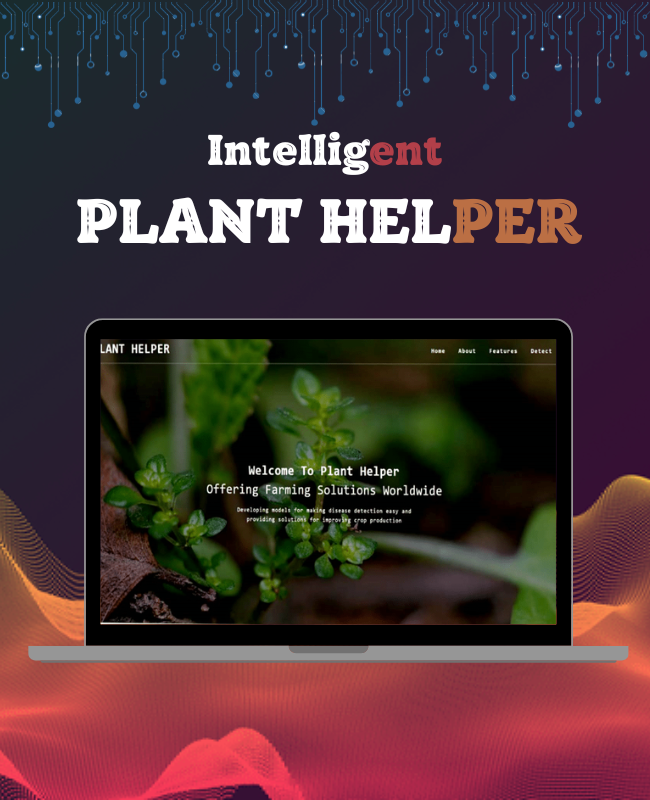 Intelligent
PLANT HELPER
LANT HELPER
Home About Features Detect
Welcome To Plant Helper
Offering Farming Solutions Worldwide
Developing models for making disease detection easy and
providing solutions for improving crop production